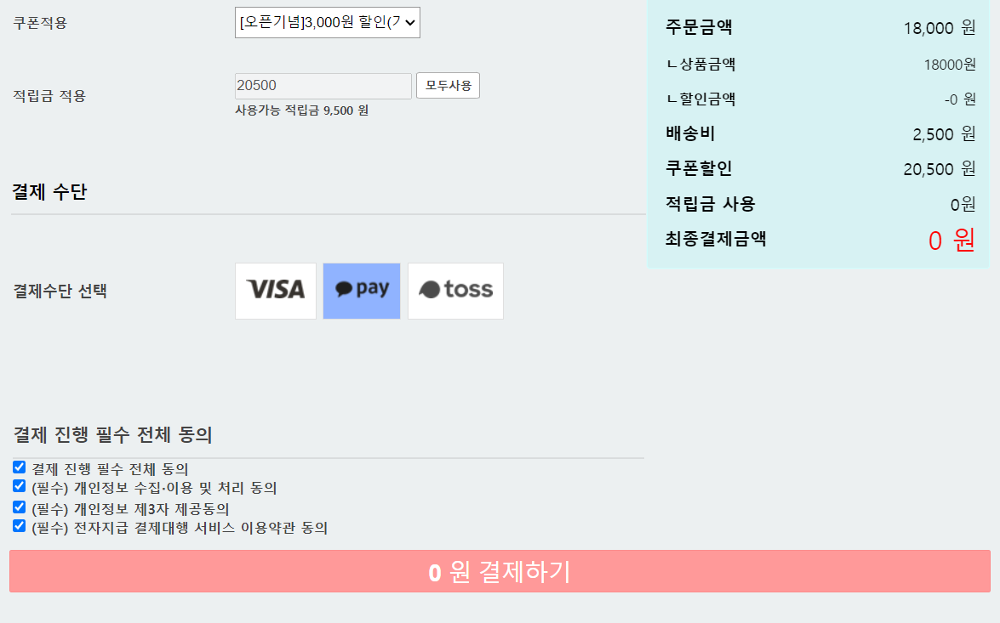 쿠폰적용
[오픈기념]3,000원 할인(기
적립금 적용
20500
모두사용
사용가능 적립금 9,500 원
결제 수단
결제수단 선택
VISA
pay
toss
주문금액 18,000 원
ㄴ상품금액 18000원
ㄴ할인금액 -0 원
배송비 2,500 원
쿠폰할인 20,500 원
적립금 사용 0원
최종결제금액 0 원
결제 진행 필수 전체 동의
결제 진행 필수 전체 동의
(필수) 개인정보 수집·이용 및 처리 동의
(필수) 개인정보 제3자 제공동의
(필수) 전자지급 결제대행 서비스 이용약관 동의
0 원 결제하기